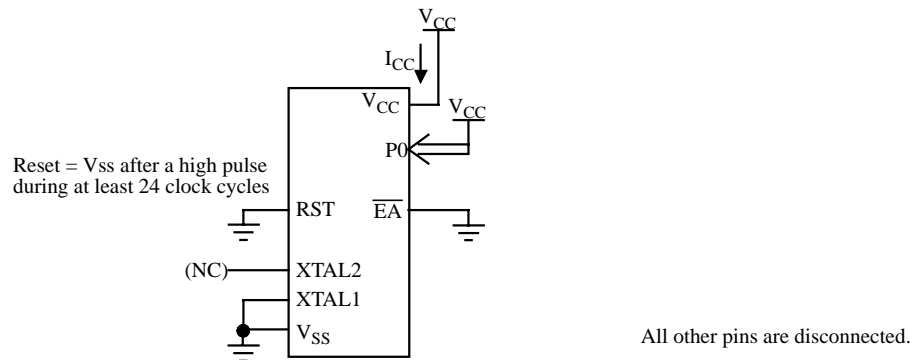 VCC
ICC
VCC
VCC
P0
Reset = Vss after a high pulse
during at least 24 clock cycles
RST
EA
(NC)
XTAL2
XTAL1
VSS
All other pins are disconnected.